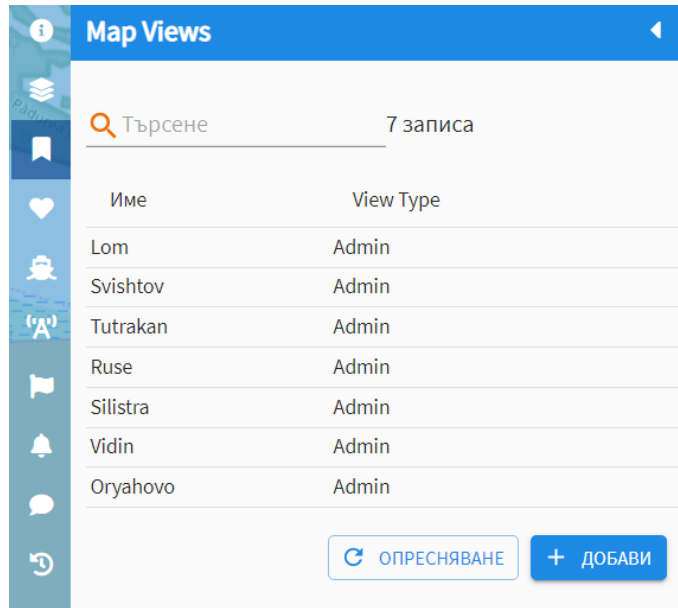 Map Views
Търсене 7 записа
Име View Type
Lom Admin
Svishtov Admin
Tutrakan Admin
Ruse Admin
Silistra Admin
Vidin Admin
Oryahovo Admin
ОПРЕСНЯВАНЕ + ДОБАВИ